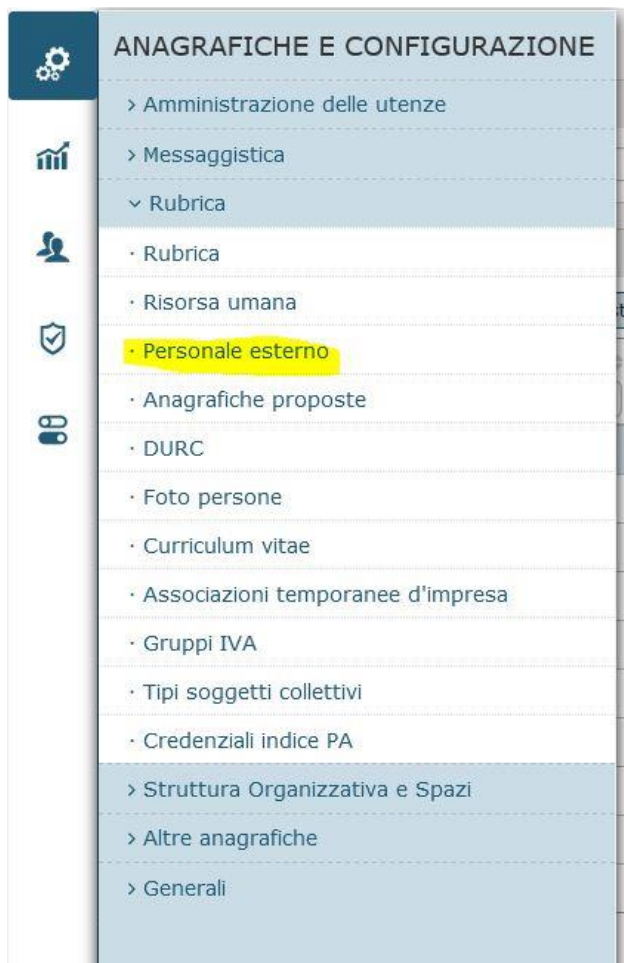 ANAGRAFICHE E CONFIGURAZIONE
> Amministrazione delle utenze
> Messaggistica
˅ Rubrica
· Rubrica
· Risorsa umana
· Personale esterno
· Anagrafiche proposte
· DURC
· Foto persone
· Curriculum vitae
· Associazioni temporanee d'impresa
· Gruppi IVA
· Tipi soggetti collettivi
· Credenziali indice PA
> Struttura Organizzativa e Spazi
> Altre anagrafiche
> Generali